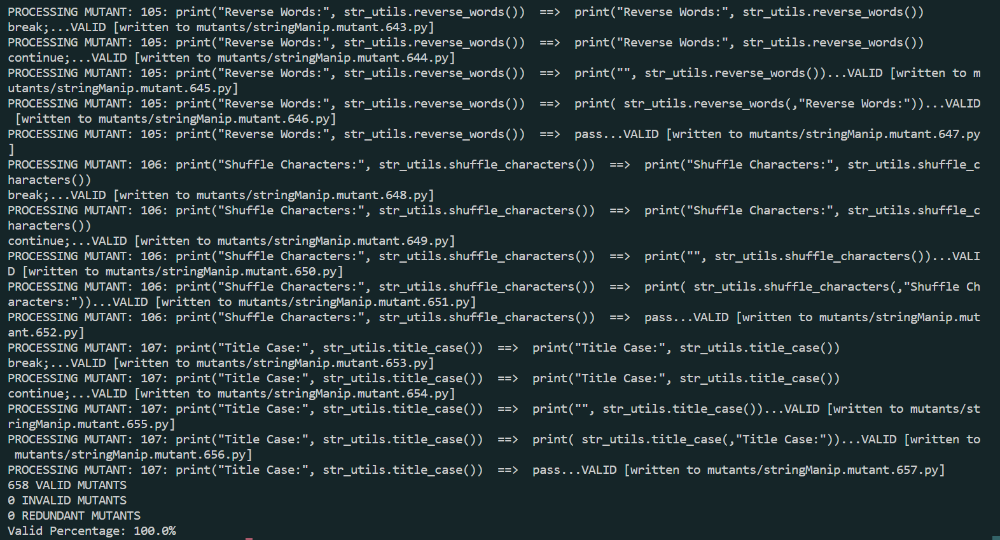 PROCESSING MUTANT: 105: print("Reverse Words:", str_utils.reverse_words())  ==>  print("Reverse Words:", str_utils.reverse_words())
break;...VALID [written to mutants/stringManip.mutant.643.py]
PROCESSING MUTANT: 105: print("Reverse Words:", str_utils.reverse_words())  ==>  print("Reverse Words:", str_utils.reverse_words())
continue;...VALID [written to mutants/stringManip.mutant.644.py]
PROCESSING MUTANT: 105: print("Reverse Words:", str_utils.reverse_words())  ==>  print("", str_utils.reverse_words())...VALID [written to m
utants/stringManip.mutant.645.py]
PROCESSING MUTANT: 105: print("Reverse Words:", str_utils.reverse_words())  ==>  print( str_utils.reverse_words(,"Reverse Words:"))...VALID
 [written to mutants/stringManip.mutant.646.py]
PROCESSING MUTANT: 105: print("Reverse Words:", str_utils.reverse_words())  ==>  pass...VALID [written to mutants/stringManip.mutant.647.py
]
PROCESSING MUTANT: 106: print("Shuffle Characters:", str_utils.shuffle_characters())  ==>  print("Shuffle Characters:", str_utils.shuffle_c
haracters())
break;...VALID [written to mutants/stringManip.mutant.648.py]
PROCESSING MUTANT: 106: print("Shuffle Characters:", str_utils.shuffle_characters())  ==>  print("Shuffle Characters:", str_utils.shuffle_c
haracters())
continue;...VALID [written to mutants/stringManip.mutant.649.py]
PROCESSING MUTANT: 106: print("Shuffle Characters:", str_utils.shuffle_characters())  ==>  print("", str_utils.shuffle_characters())...VALI
D [written to mutants/stringManip.mutant.650.py]
PROCESSING MUTANT: 106: print("Shuffle Characters:", str_utils.shuffle_characters())  ==>  print( str_utils.shuffle_characters(,"Shuffle Ch
aracters:"))...VALID [written to mutants/stringManip.mutant.651.py]
PROCESSING MUTANT: 106: print("Shuffle Characters:", str_utils.shuffle_characters())  ==>  pass...VALID [written to mutants/stringManip.mut
ant.652.py]
PROCESSING MUTANT: 107: print("Title Case:", str_utils.title_case())  ==>  print("Title Case:", str_utils.title_case())
break;...VALID [written to mutants/stringManip.mutant.653.py]
PROCESSING MUTANT: 107: print("Title Case:", str_utils.title_case())  ==>  print("Title Case:", str_utils.title_case())
continue;...VALID [written to mutants/stringManip.mutant.654.py]
PROCESSING MUTANT: 107: print("Title Case:", str_utils.title_case())  ==>  print("", str_utils.title_case())...VALID [written to mutants/st
ringManip.mutant.655.py]
PROCESSING MUTANT: 107: print("Title Case:", str_utils.title_case())  ==>  print( str_utils.title_case(,"Title Case:"))...VALID [written to
 mutants/stringManip.mutant.656.py]
PROCESSING MUTANT: 107: print("Title Case:", str_utils.title_case())  ==>  pass...VALID [written to mutants/stringManip.mutant.657.py]
658 VALID MUTANTS
0 INVALID MUTANTS
0 REDUNDANT MUTANTS
Valid Percentage: 100.0%